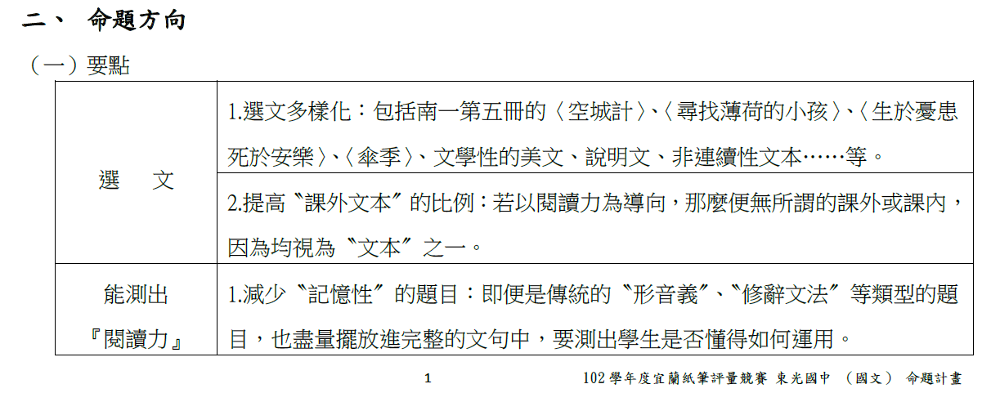 二、 命題方向
（一）要點
選 文
1.選文多樣化：包括南一第五冊的〈空城計〉、〈尋找薄荷的小孩〉、〈生於憂患
死於安樂〉、〈傘季〉、文學性的美文、說明文、非連續性文本……等。
2.提高〝課外文本〞的比例：若以閱讀力為導向，那麼便無所謂的課外或課內，
因為均視為〝文本〞之一。
能測出
『閱讀力』
1.減少〝記憶性〞的題目：即便是傳統的〝形音義〞、〝修辭文法〞等類型的題
目，也盡量擺放進完整的文句中，要測出學生是否懂得如何運用。
1 102 學年度宜蘭紙筆評量競賽 東光國中 （國文） 命題計畫